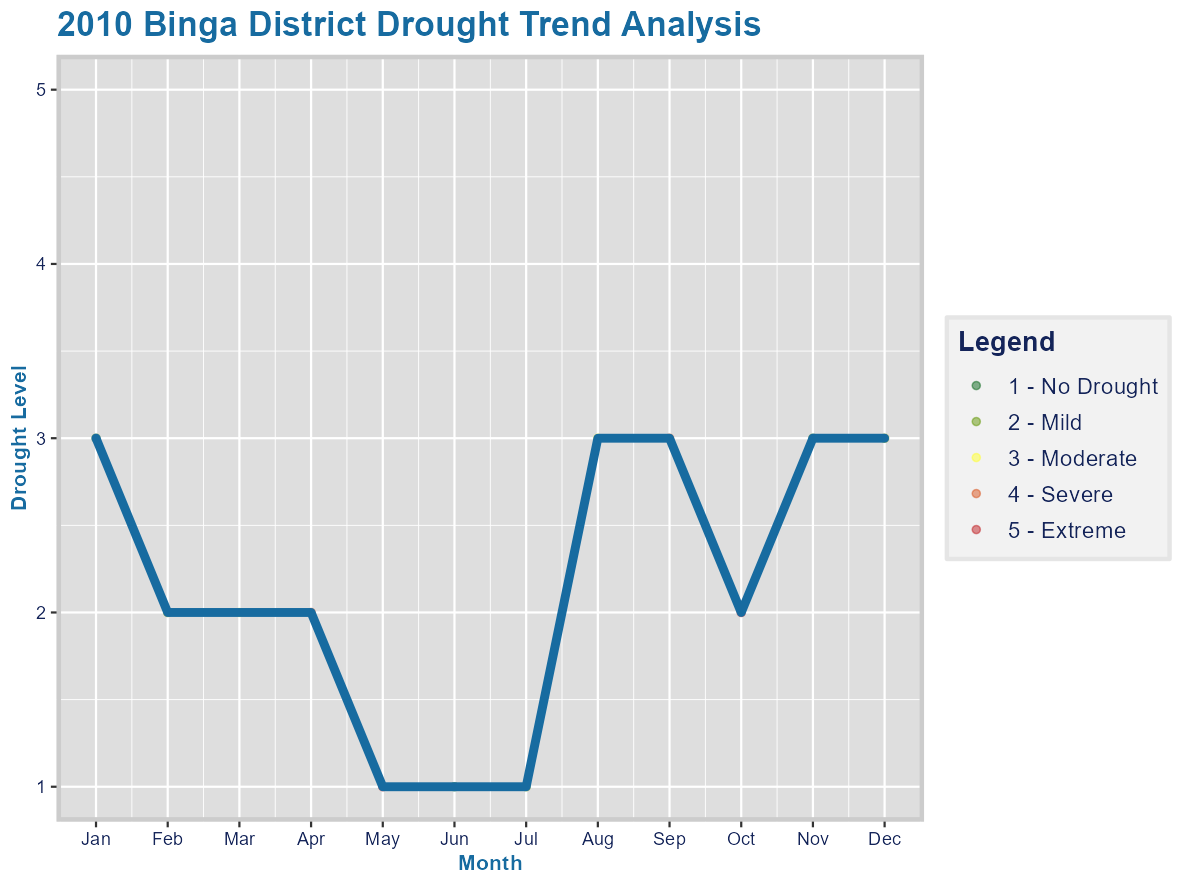 2010 Binga District Drought Trend Analysis
5
4
3
2
1
Drought Level
Jan Feb Mar Apr May Jun Jul Aug Sep Oct Nov Dec
Month
Legend
1 - No Drought
2 - Mild
3 - Moderate
4 - Severe
5 - Extreme